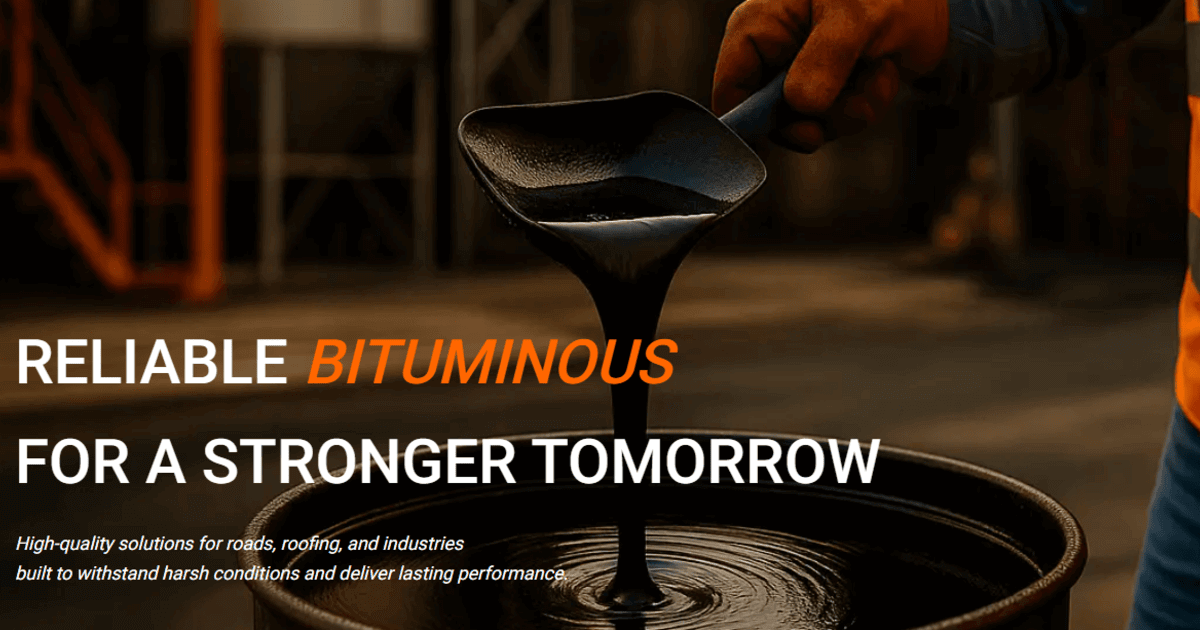 RELIABLE BITUMINOUS
FOR A STRONGER TOMORROW
High-quality solutions for roads, roofing, and industries
built to withstand harsh conditions and deliver lasting performance.